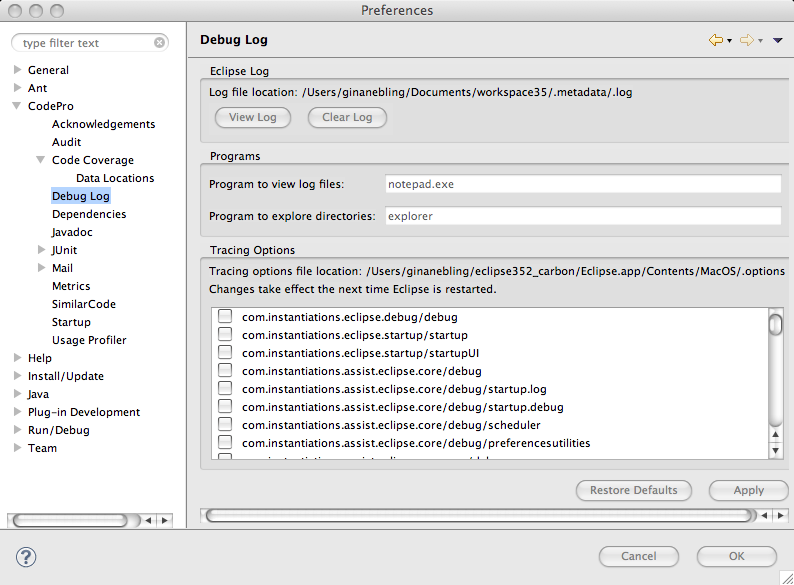 Preferences
type filter text
General
Ant
CodePro
Acknowledgements
Audit
Code Coverage
Data Locations
Debug Log
Dependencies
Javadoc
JUnit
Mail
Metrics
SimilarCode
Startup
Usage Profiler
Help
Install/Update
Java
Plug-in Development
Run/Debug
Team
Debug Log
Eclipse Log
Log file location: /Users/ginanebling/Documents/workspace35/.metadata/.log
View Log
Clear Log
Programs
Program to view log files:
notepad.exe
Program to explore directories:
explorer
Tracing Options
Tracing options file location: /Users/ginanebling/eclipse352_carbon/Eclipse.app/Contents/MacOS/.options
Changes take effect the next time Eclipse is restarted.
com.instantiations.eclipse.debug/debug
com.instantiations.eclipse.startup/startup
com.instantiations.eclipse.startup/startupUI
com.instantiations.assist.eclipse.core/debug
com.instantiations.assist.eclipse.core/debug/startup.log
com.instantiations.assist.eclipse.core/debug/startup.debug
com.instantiations.assist.eclipse.core/debug/scheduler
com.instantiations.assist.eclipse.core/debug/preferencesutilities
Restore Defaults
Apply
?
Cancel
OK